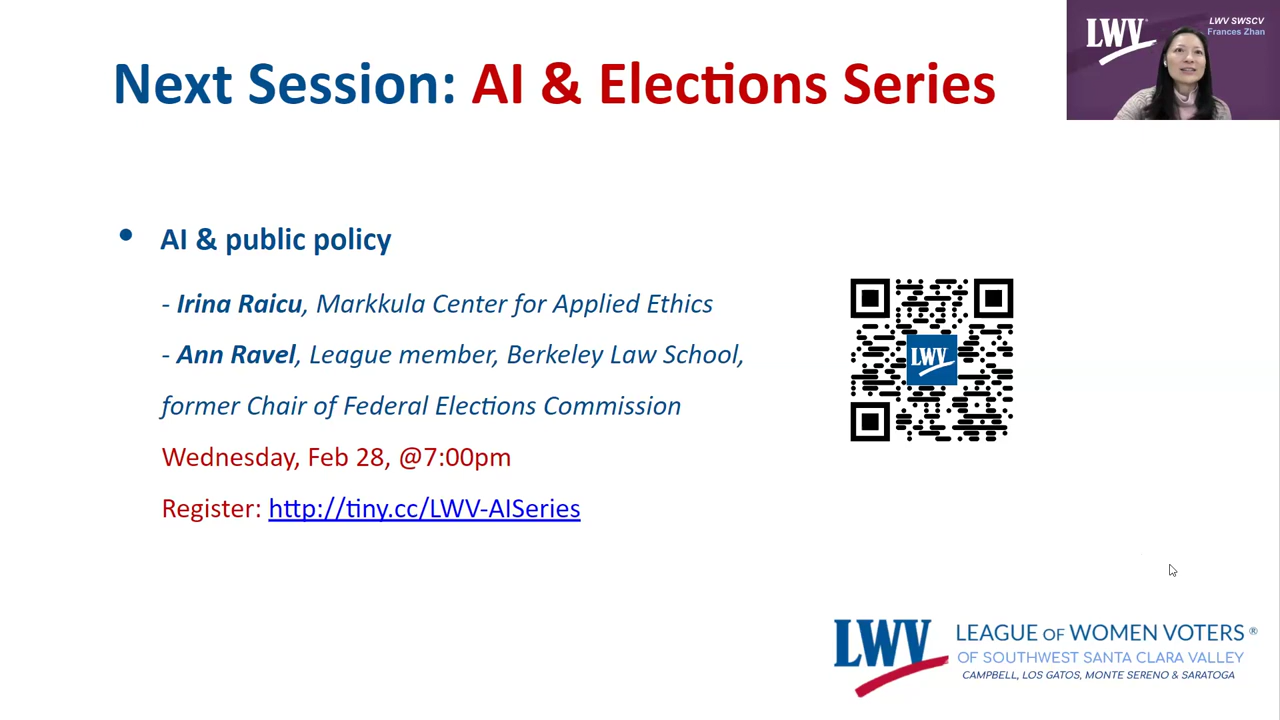 LWV
LWV SWSCV
Frances Zhan
Next Session: AI & Elections Series
• AI & public policy
- Irina Raicu, Markkula Center for Applied Ethics
- Ann Ravel, League member, Berkeley Law School,
former Chair of Federal Elections Commission
Wednesday, Feb 28, @7:00pm
Register: http://tiny.cc/LWV-AISeries
LWV
LWV
LEAGUE OF WOMEN VOTERS®
OF SOUTHWEST SANTA CLARA VALLEY
CAMPBELL, LOS GATOS, MONTE SERENO & SARATOGA